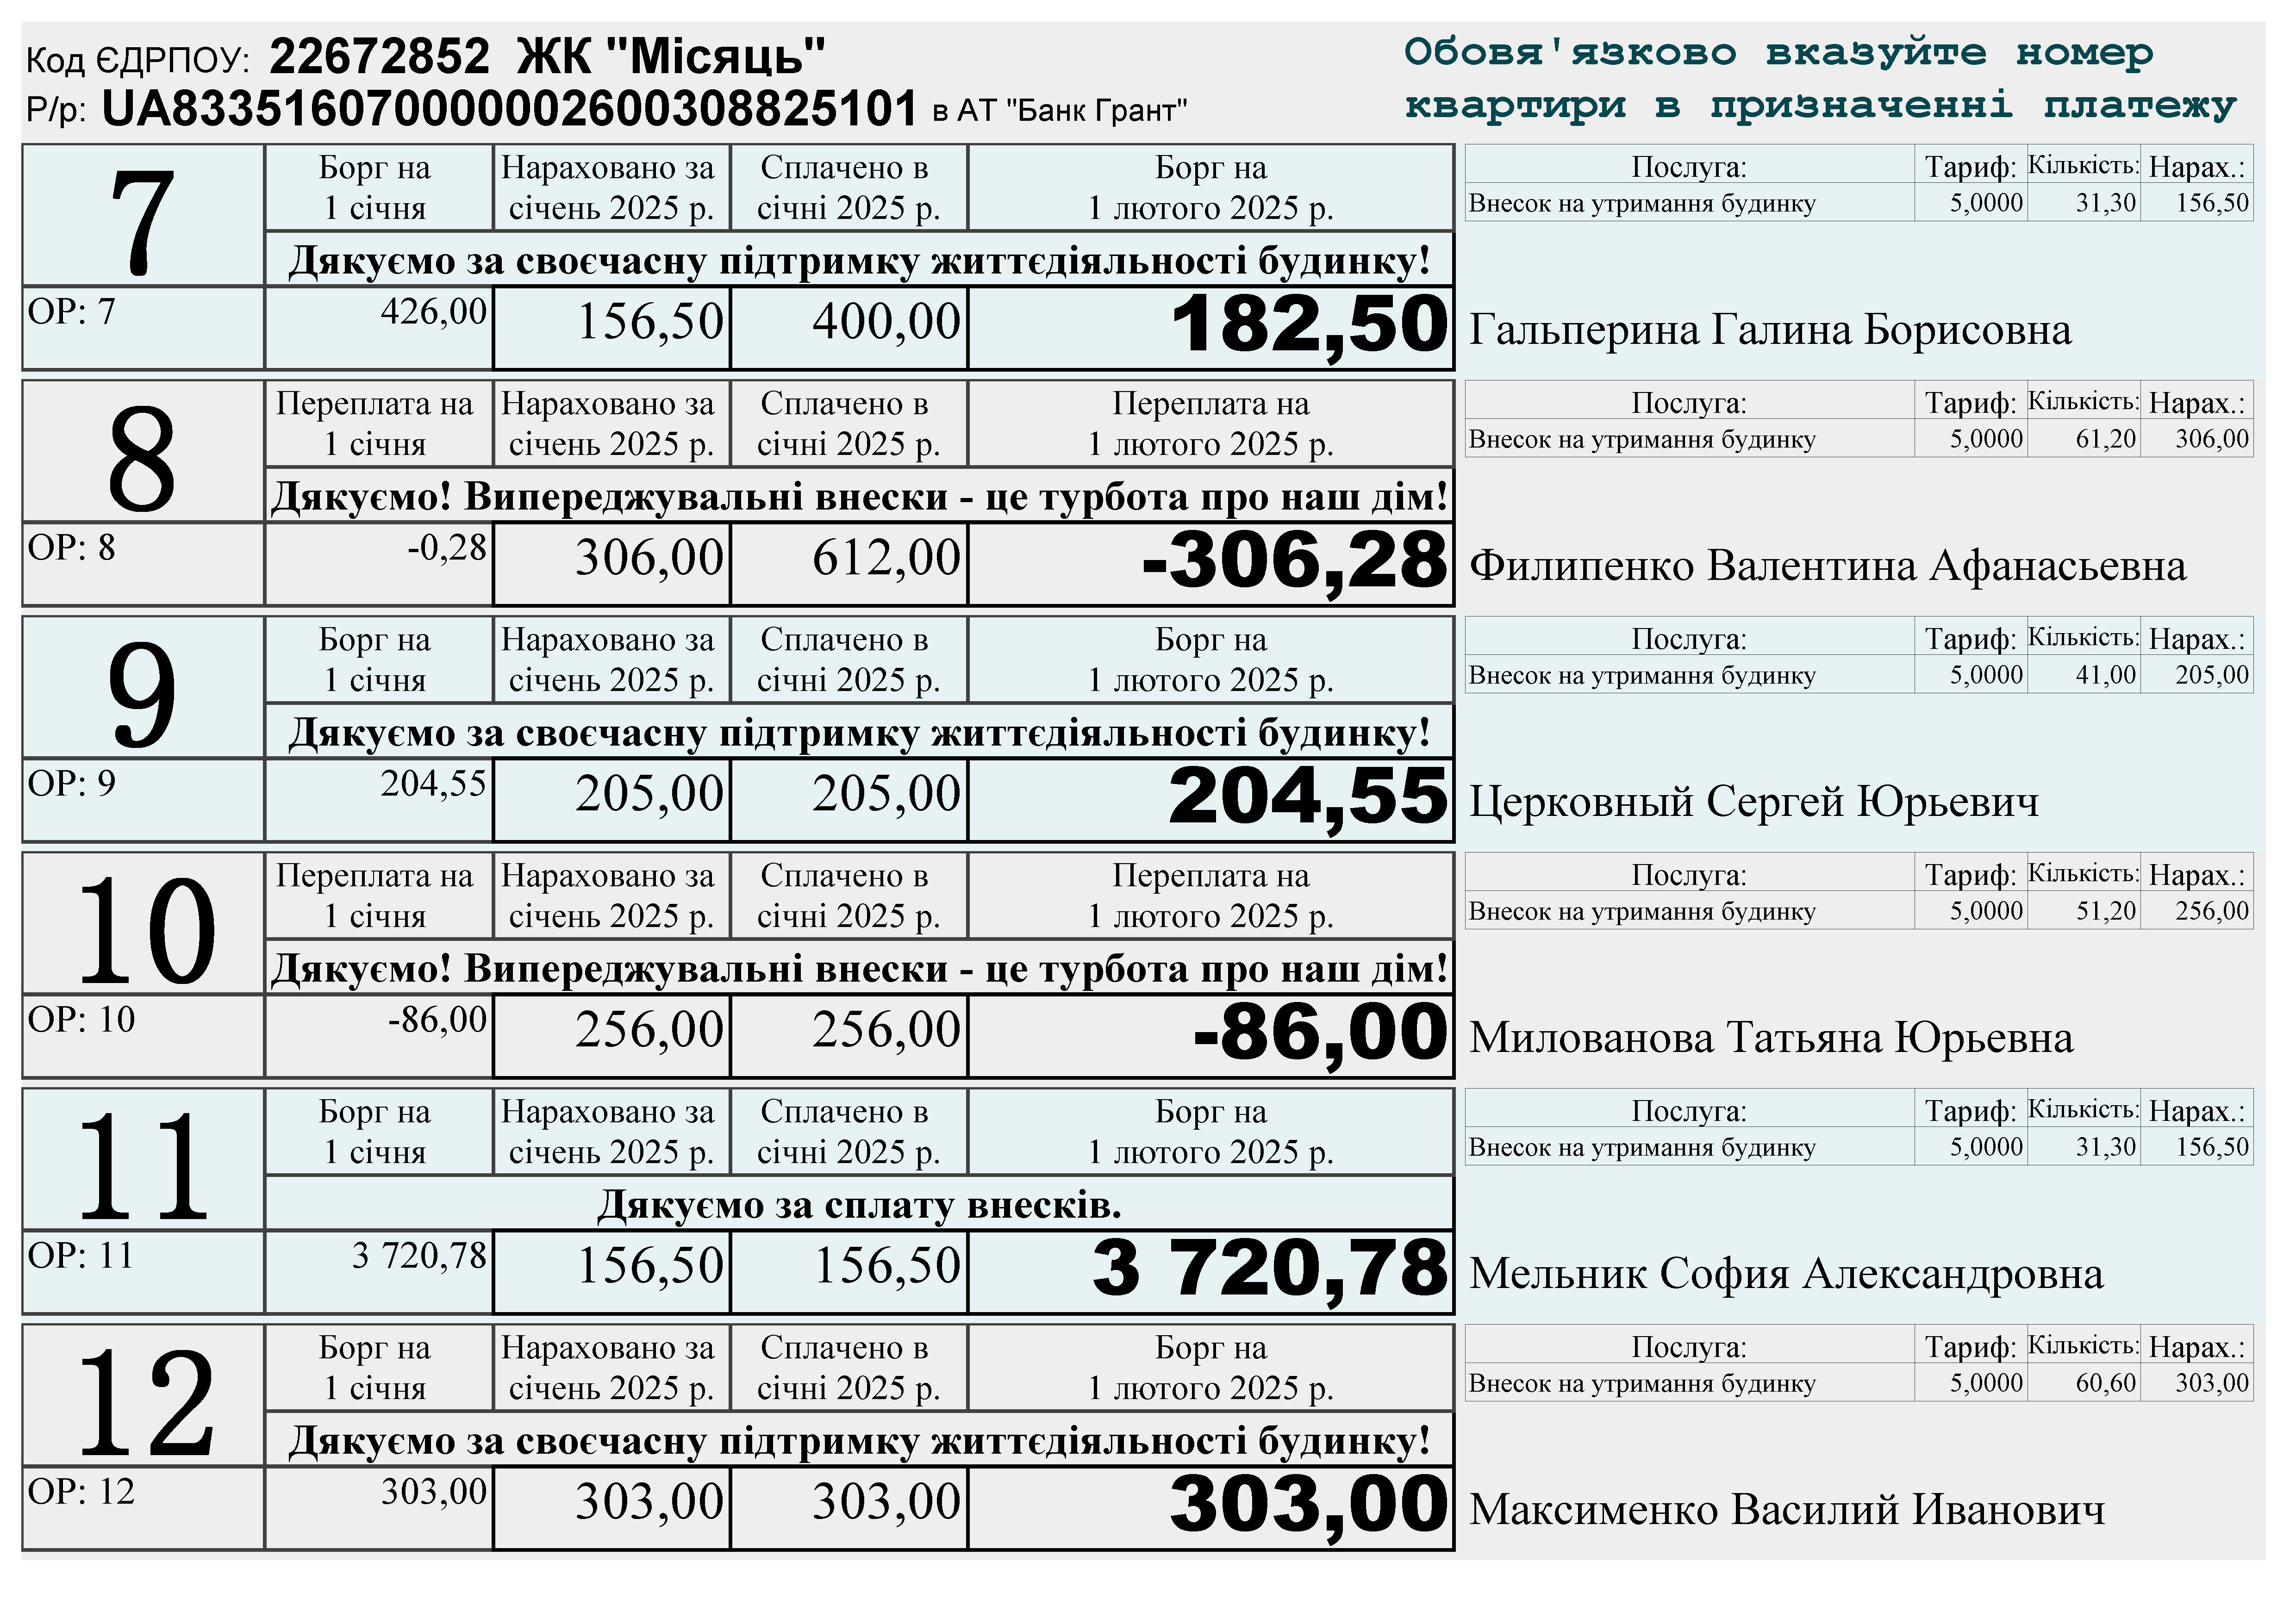 Код ЄДРПОУ: 22672852 ЖК "Місяць"
Р/р: UA833516070000002600308825101 в АТ "Банк Грант"
Обовя'язково вказуйте номер
квартири в призначенні платежу
7
Борг на Нараховано за Сплачено в Борг на
1 січня січень 2025 р. січні 2025 р. 1 лютого 2025 р.
Дякуємо за своєчасну підтримку життєдіяльності будинку!
ОР: 7 426,00 156,50 400,00 182,50
Послуга: Тариф: Кількість: Нарах.:
Внесок на утримання будинку 5,0000 31,30 156,50
Гальперина Галина Борисовна
8
Переплата на Нараховано за Сплачено в Переплата на
1 січня січень 2025 р. січні 2025 р. 1 лютого 2025 р.
Дякуємо! Випереджувальні внески - це турбота про наш дім!
ОР: 8 -0,28 306,00 612,00 -306,28
Послуга: Тариф: Кількість: Нарах.:
Внесок на утримання будинку 5,0000 61,20 306,00
Филипенко Валентина Афанасьевна
9
Борг на Нараховано за Сплачено в Борг на
1 січня січень 2025 р. січні 2025 р. 1 лютого 2025 р.
Дякуємо за своєчасну підтримку життєдіяльності будинку!
ОР: 9 204,55 205,00 205,00 204,55
Послуга: Тариф: Кількість: Нарах.:
Внесок на утримання будинку 5,0000 41,00 205,00
Церковный Сергей Юрьевич
10
Переплата на Нараховано за Сплачено в Переплата на
1 січня січень 2025 р. січні 2025 р. 1 лютого 2025 р.
Дякуємо! Випереджувальні внески - це турбота про наш дім!
ОР: 10 -86,00 256,00 256,00 -86,00
Послуга: Тариф: Кількість: Нарах.:
Внесок на утримання будинку 5,0000 51,20 256,00
Милованова Татьяна Юрьевна
11
Борг на Нараховано за Сплачено в Борг на
1 січня січень 2025 р. січні 2025 р. 1 лютого 2025 р.
Дякуємо за сплату внесків.
ОР: 11 3 720,78 156,50 156,50 3 720,78
Послуга: Тариф: Кількість: Нарах.:
Внесок на утримання будинку 5,0000 31,30 156,50
Мельник София Александровна
12
Борг на Нараховано за Сплачено в Борг на
1 січня січень 2025 р. січні 2025 р. 1 лютого 2025 р.
Дякуємо за своєчасну підтримку життєдіяльності будинку!
ОР: 12 303,00 303,00 303,00 303,00
Послуга: Тариф: Кількість: Нарах.:
Внесок на утримання будинку 5,0000 60,60 303,00
Максименко Василий Иванович